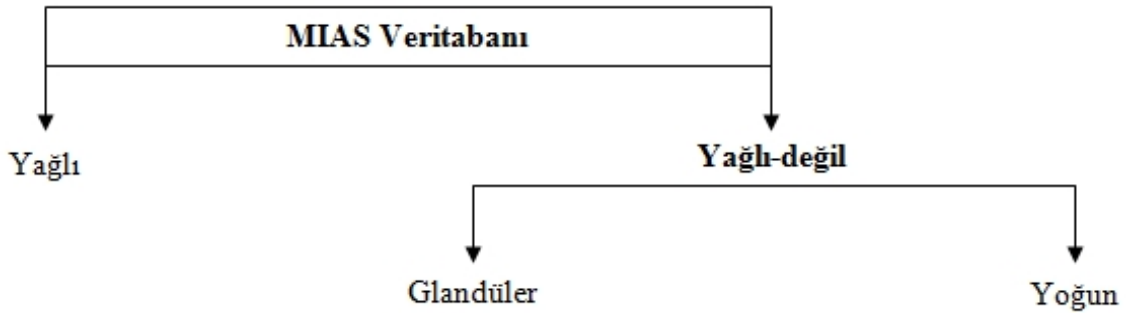 MIAS Veritabanı
Yağlı
Yağlı-değil
Glandüler
Yoğun